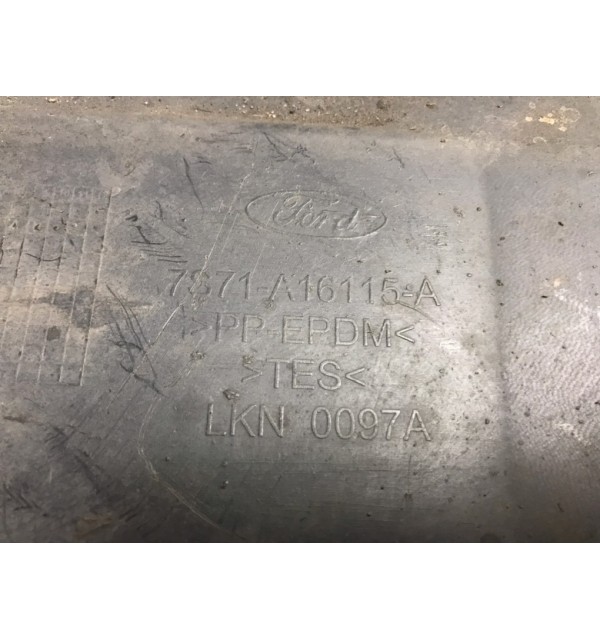 Ford
7S71-A16115-A
>PP-EPDM<
>TES<
LKN 0097A